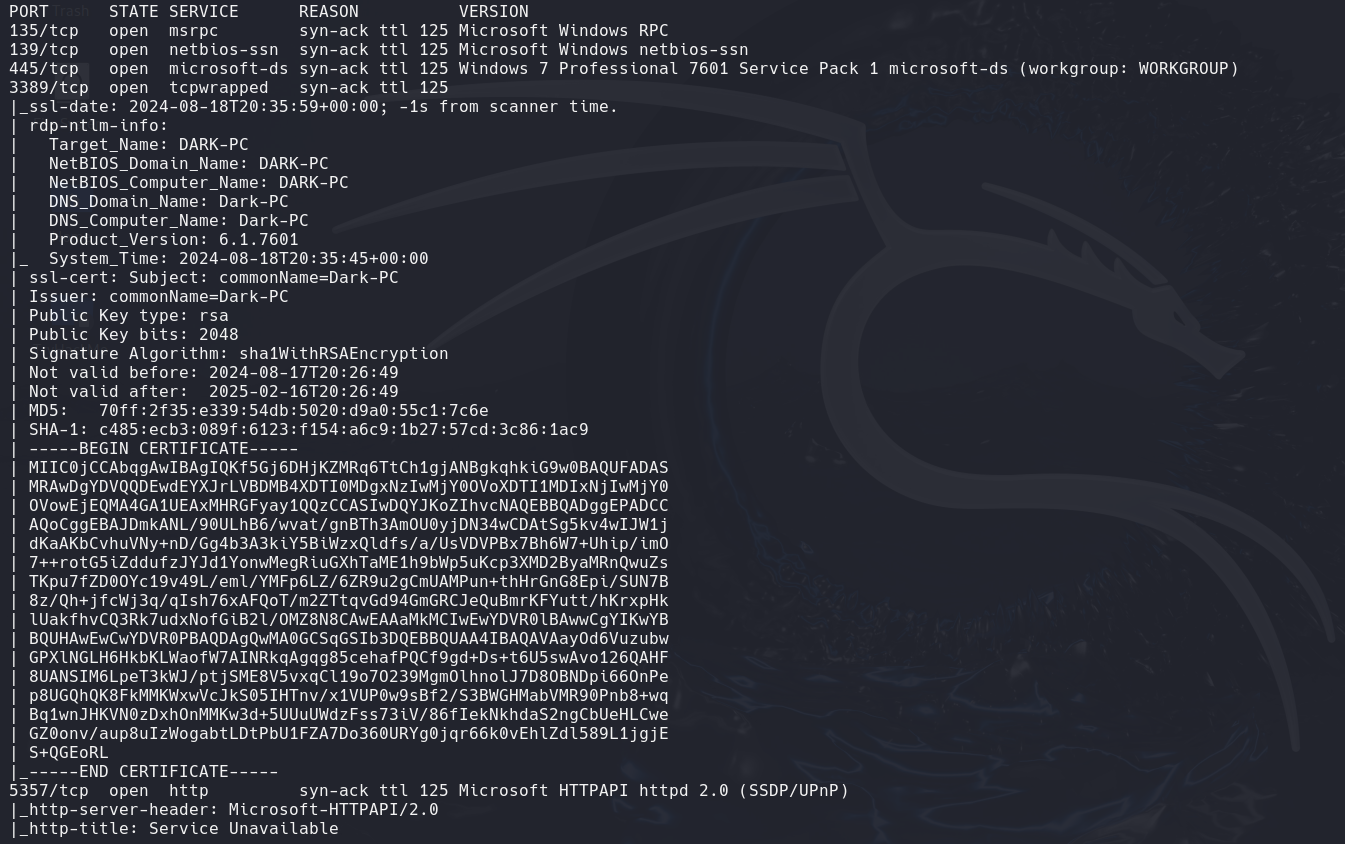 PORT     STATE SERVICE      REASON          VERSION
135/tcp  open  msrpc        syn-ack ttl 125 Microsoft Windows RPC
139/tcp  open  netbios-ssn  syn-ack ttl 125 Microsoft Windows netbios-ssn
445/tcp  open  microsoft-ds syn-ack ttl 125 Windows 7 Professional 7601 Service Pack 1 microsoft-ds (workgroup: WORKGROUP)
3389/tcp open  tcpwrapped   syn-ack ttl 125
|_ssl-date: 2024-08-18T20:35:59+00:00; -1s from scanner time.
| rdp-ntlm-info:
|   Target_Name: DARK-PC
|   NetBIOS_Domain_Name: DARK-PC
|   NetBIOS_Computer_Name: DARK-PC
|   DNS_Domain_Name: Dark-PC
|   DNS_Computer_Name: Dark-PC
|   Product_Version: 6.1.7601
|_  System_Time: 2024-08-18T20:35:45+00:00
| ssl-cert: Subject: commonName=Dark-PC
| Issuer: commonName=Dark-PC
| Public Key type: rsa
| Public Key bits: 2048
| Signature Algorithm: sha1WithRSAEncryption
| Not valid before: 2024-08-17T20:26:49
| Not valid after:  2025-02-16T20:26:49
| MD5:   70ff:2f35:e339:54db:5020:d9a0:55c1:7c6e
| SHA-1: c485:ecb3:089f:6123:f154:a6c9:1b27:57cd:3c86:1ac9
| -----BEGIN CERTIFICATE-----
| MIIC0jCCAbqgAwIBAgIQKf5Gj6DHjKZMRq6TtCh1gjANBgkqhkiG9w0BAQUFADAS
| MRAwDgYDVQQDEwdEYXJrLVBDMB4XDTI0MDgxNzIwMjY0OVoXDTI1MDIxNjIwMjY0
| OVowEjEQMA4GA1UEAxMHRGFyay1QQzCCASIwDQYJKoZIhvcNAQEBBQADggEPADCC
| AQoCggEBAJDmkANL/90ULhB6/wvat/gnBTh3AmOU0yjDN34wCDAtSg5kv4wIJW1j
| dKaAKbCvhuVNy+nD/Gg4b3A3kiY5BiWzxQldfs/a/UsVDVPBx7Bh6W7+Uhip/imO
| 7++rotG5iZddufzJYJd1YonwMegRiuGXhTaME1h9bWp5uKcp3XMD2ByaMRnQwuZs
| TKpu7fZD0OYc19v49L/eml/YMFp6LZ/6ZR9u2gCmUAMPun+thHrGnG8Epi/SUN7B
| 8z/Qh+jfcWj3q/qIsh76xAFQoT/m2ZTtqvGd94GmGRCJeQuBmrKFYutt/hKrxpHk
| lUakfhvCQ3Rk7udxNofGiB2l/OMZ8N8CAwEAAaMkMCIwEwYDVR0lBAwwCgYIKwYB
| BQUHAwEwCwYDVR0PBAQDAgQwMA0GCSqGSIb3DQEBBQUAA4IBAQAVAayOd6Vuzubw
| GPXlNGLH6HkbKLWaofW7AINRkqAgqg85cehafPQCf9gd+Ds+t6U5swAvo126QAHF
| 8UANSIM6LpeT3kWJ/ptjSME8V5vxqCl19o7O239MgmOlhnolJ7D8OBNDpi66OnPe
| p8UGQhQK8FkMMKWxwVcJkS05IHTnv/x1VUP0w9sBf2/S3BWGHMabVMR90Pnb8+wq
| Bq1wnJHKVN0zDxhOnMMKw3d+5UUuUWdzFss73iV/86fIekNkhdaS2ngCbUeHLCwe
| GZ0onv/aup8uIzWogabtLDtPbU1FZA7Do360URYg0jqr66k0vEhlZdl589L1jgjE
| S+QGEoRL
|_-----END CERTIFICATE-----
5357/tcp open  http         syn-ack ttl 125 Microsoft HTTPAPI httpd 2.0 (SSDP/UPnP)
|_http-server-header: Microsoft-HTTPAPI/2.0
|_http-title: Service Unavailable